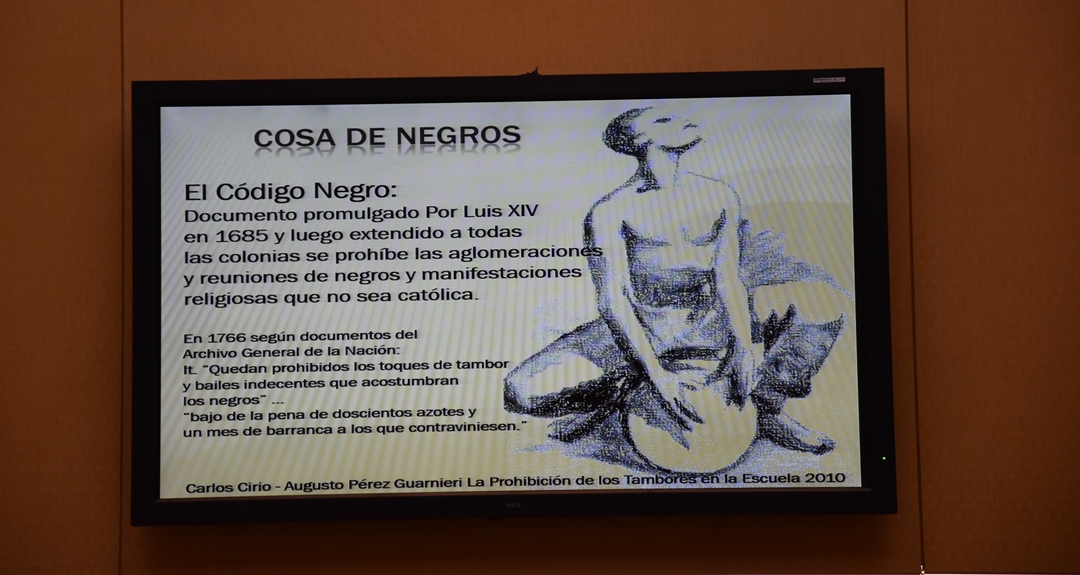 COSA DE NEGROS
El Código Negro:
Documento promulgado Por Luis XIV
en 1685 y luego extendido a todas
las colonias se prohíbe las aglomeraciones
y reuniones de negros y manifestaciones
religiosas que no sea católica.
En 1766 según documentos del
Archivo General de la Nación:
It. “Quedan prohibidos los toques de tambor
y bailes indecentes que acostumbran
los negros” ...
“bajo de la pena de doscientos azotes y
un mes de barranca a los que contraviniesen.”
Carlos Cirio - Augusto Pérez Guarnieri La Prohibición de los Tambores en la Escuela 2010
NEC